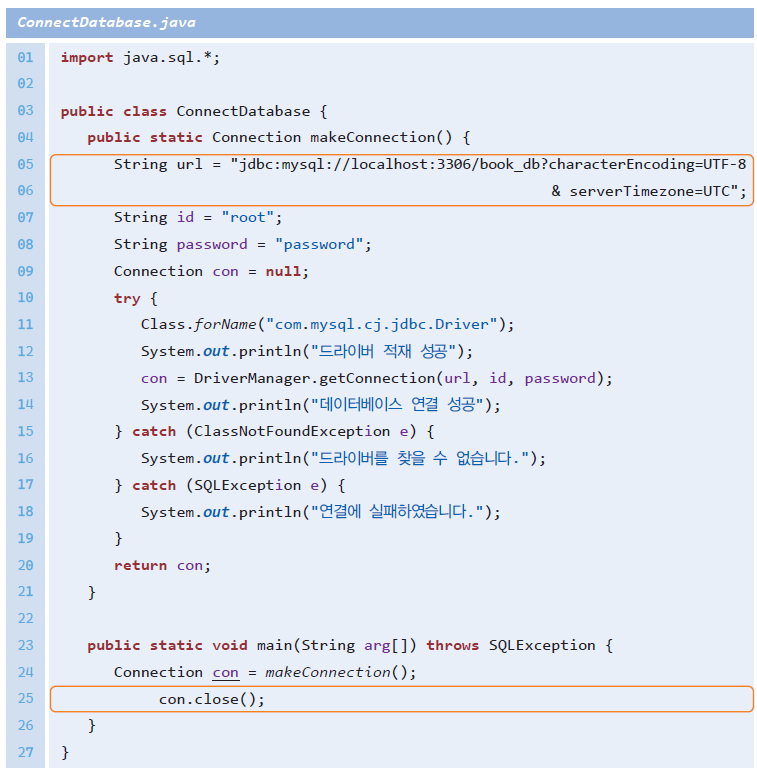 ConnectDatabase.java
01 import java.sql.*;
02
03 public class ConnectDatabase {
04 public static Connection makeConnection() {
05 String url = "jdbc:mysql://localhost:3306/book_db?characterEncoding=UTF-8
06 & serverTimezone=UTC";
07 String id = "root";
08 String password = "password";
09 Connection con = null;
10 try {
11 Class.forName("com.mysql.cj.jdbc.Driver");
12 System.out.println("드라이버 적재 성공");
13 con = DriverManager.getConnection(url, id, password);
14 System.out.println("데이터베이스 연결 성공");
15 } catch (ClassNotFoundException e) {
16 System.out.println("드라이버를 찾을 수 없습니다.");
17 } catch (SQLException e) {
18 System.out.println("연결에 실패하였습니다.");
19 }
20 return con;
21 }
22
23 public static void main(String arg[]) throws SQLException {
24 Connection con = makeConnection();
25 con.close();
26 }
27 }